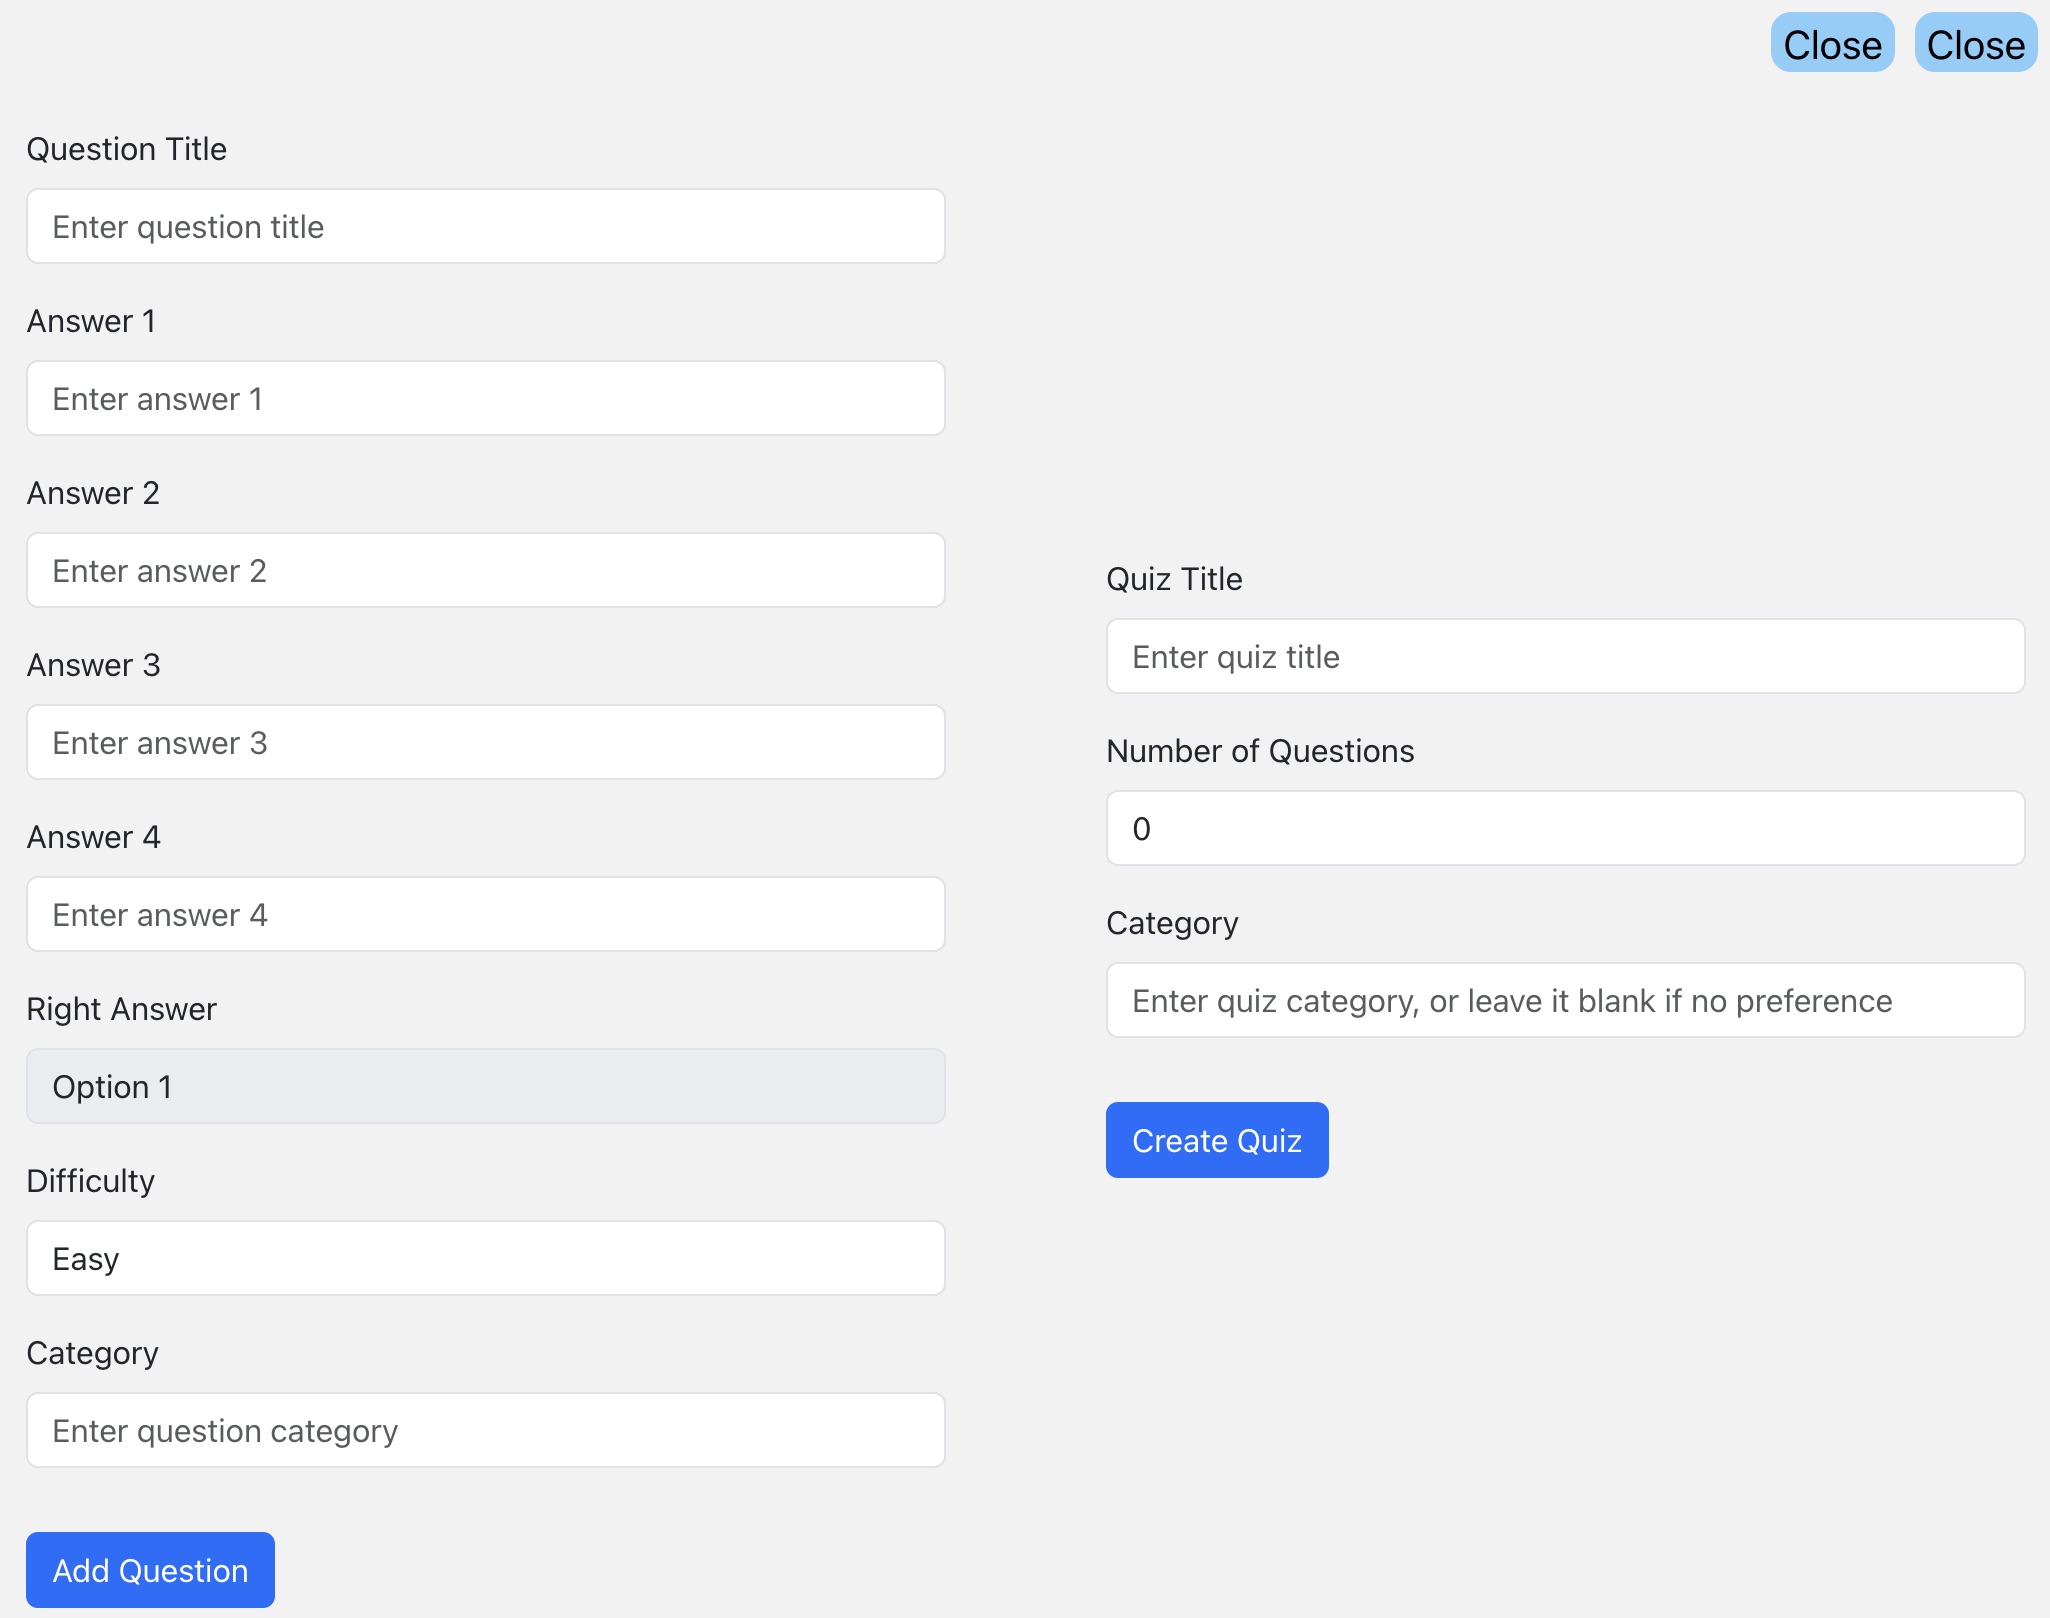 Close
Close
Question Title
Enter question title
Answer 1
Enter answer 1
Answer 2
Enter answer 2
Answer 3
Enter answer 3
Answer 4
Enter answer 4
Right Answer
Option 1
Difficulty
Easy
Category
Enter question category
Add Question
Quiz Title
Enter quiz title
Number of Questions
0
Category
Enter quiz category, or leave it blank if no preference
Create Quiz